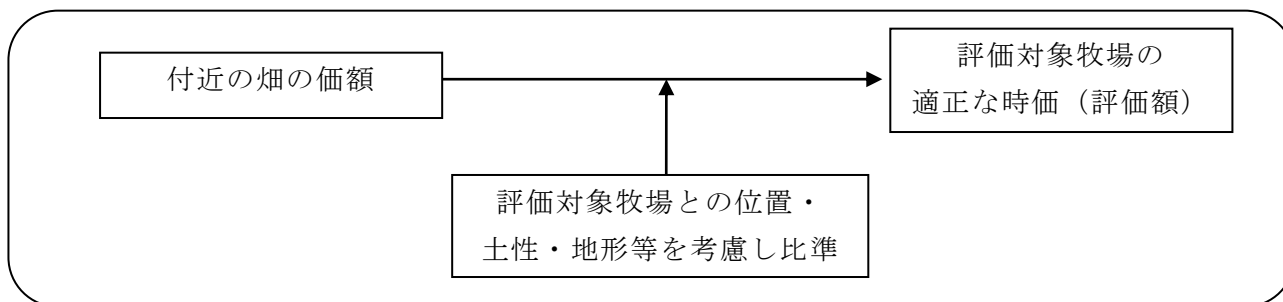 付近の畑の価額
評価対象牧場の
適正な時価（評価額）
評価対象牧場との位置・
土性・地形等を考慮し比準